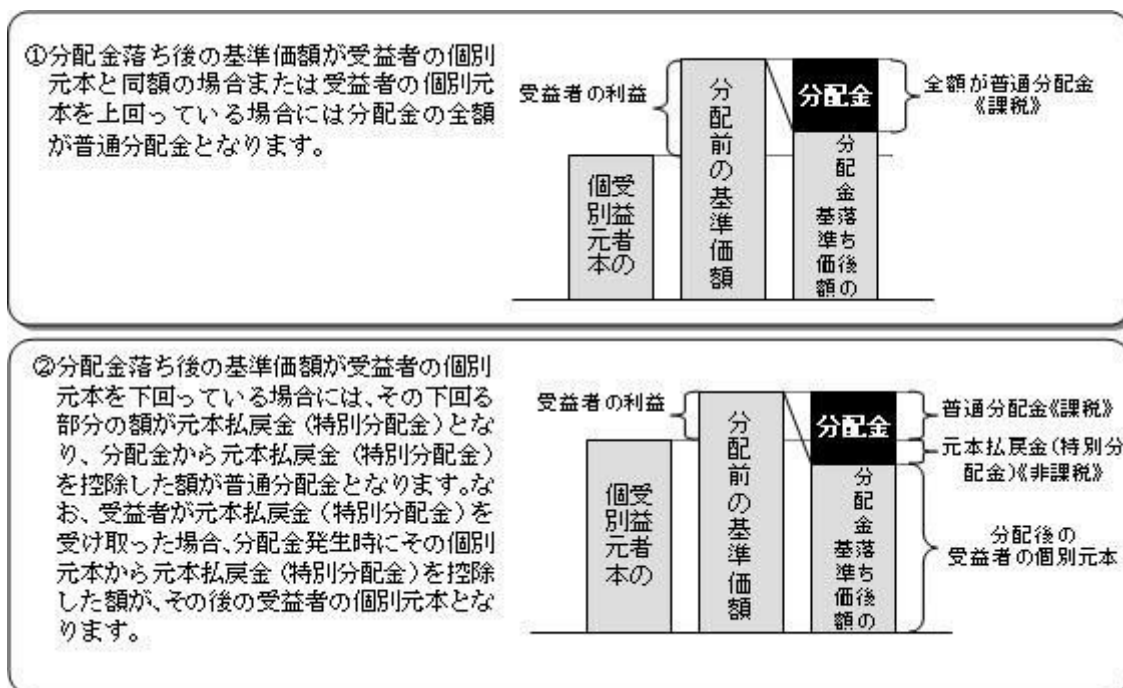 ①分配金落ち後の基準価額が受益者の個別
元本と同額の場合または受益者の個別元
本を上回っている場合には分配金の全額
が普通分配金となります。
受益者の利益
受益者の
個別元本
分配前の基準価額
分配金
分配金落ち後の
基準価額
全額が普通分配金
《課税》
②分配金落ち後の基準価額が受益者の個別
元本を下回っている場合には、その下回る
部分の額が元本払戻金(特別分配金)とな
り、分配金から元本払戻金(特別分配金)
を控除した額が普通分配金となります。な
お、受益者が元本払戻金(特別分配金)を
受け取った場合、分配金発生時にその個別
元本から元本払戻金(特別分配金)を控除
した額が、その後の受益者の個別元本とな
ります。
受益者の利益
受益者の
個別元本
分配前の基準価額
分配金
分配金落ち後の
基準価額
普通分配金《課税》
元本払戻金(特別分
配金)《非課税》
分配後の
受益者の個別元本